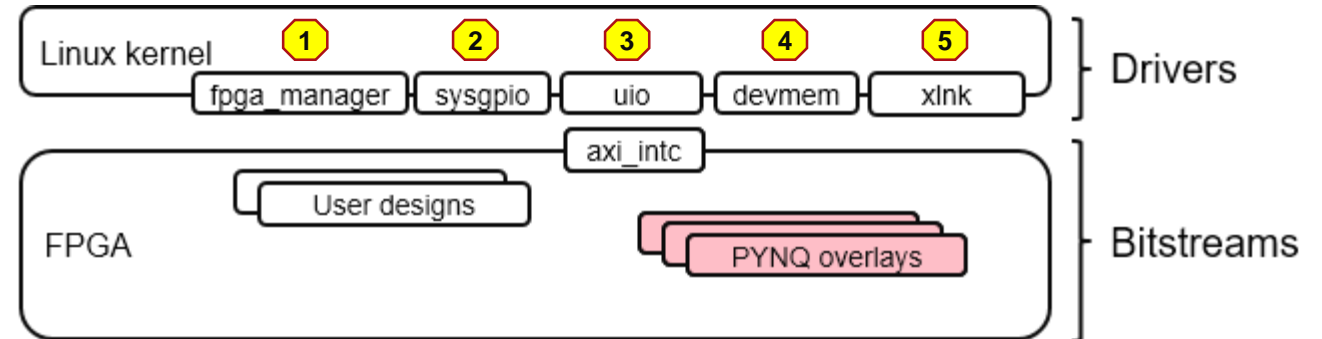 1 2 3 4 5
Linux kernel
fpga_manager sysgpio uio devmem xlnk
Drivers
axi_intc
User designs
FPGA
PYNQ overlays
Bitstreams